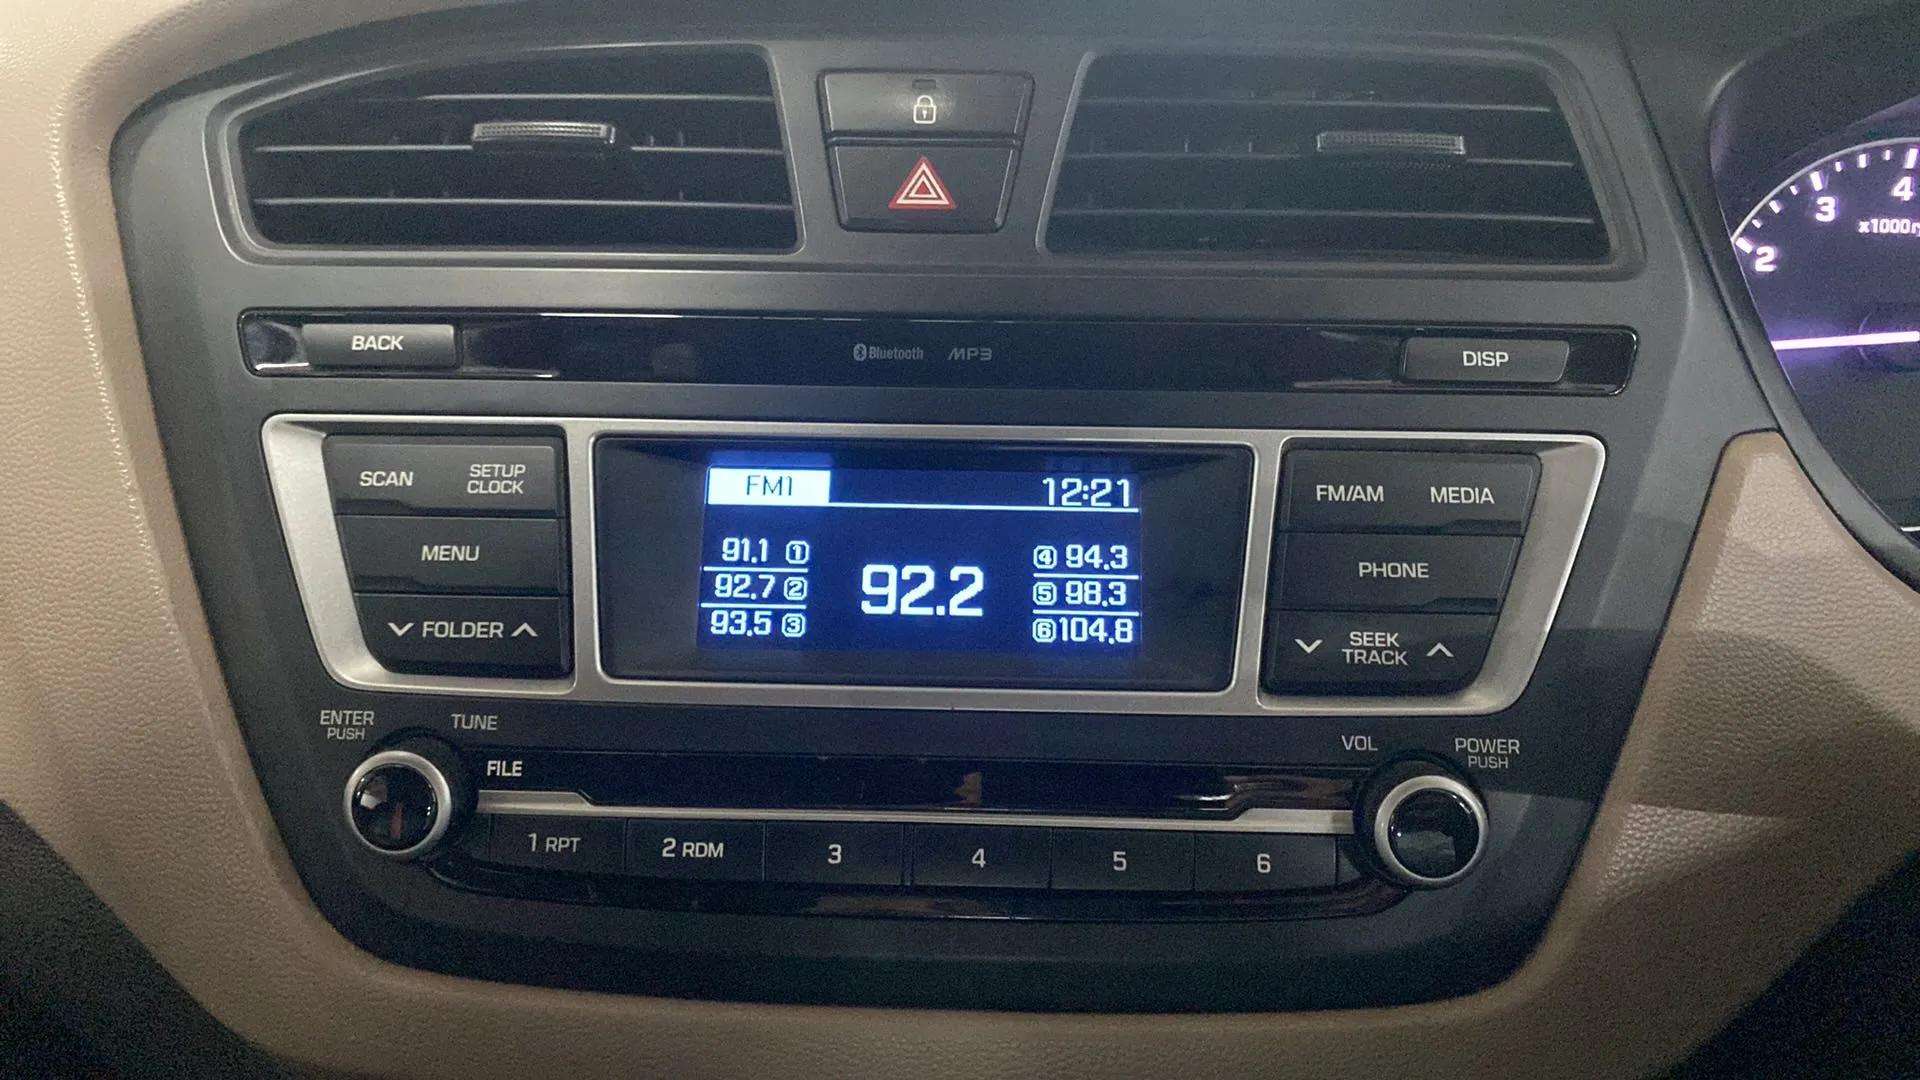 4
3
x1000r
2
BACK
Bluetooth MP3
DISP
SCAN
SETUP
CLOCK
MENU
FOLDER
FM1
12:21
91.1 1
92.7 2
93.5 3
92.2
4 94.3
5 98.3
6 104.8
FM/AM
MEDIA
PHONE
SEEK
TRACK
ENTER
PUSH
TUNE
FILE
VOL
POWER
PUSH
1 RPT
2 RDM
3
4
5
6